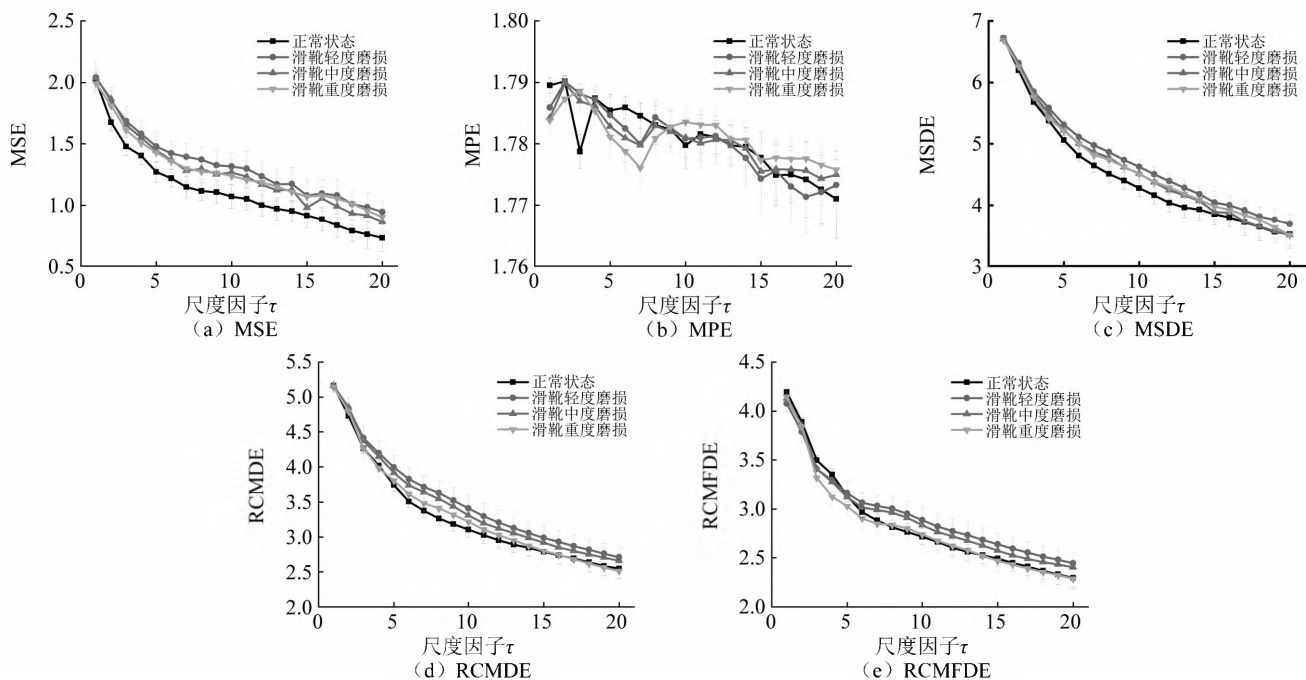 2.5
2.0
1.5
1.0
0.5
MSE
正常状态
滑靴轻度磨损
滑靴中度磨损
滑靴重度磨损
0 5 10 15 20
尺度因子τ
（a）MSE
1.80
1.79
1.78
1.77
1.76
MPE
正常状态
滑靴轻度磨损
滑靴中度磨损
滑靴重度磨损
0 5 10 15 20
尺度因子τ
（b）MPE
7
6
5
4
3
MSDE
正常状态
滑靴轻度磨损
滑靴中度磨损
滑靴重度磨损
0 5 10 15 20
尺度因子τ
（c）MSDE
5.5
5.0
4.5
4.0
3.5
3.0
2.5
2.0
RCMDE
正常状态
滑靴轻度磨损
滑靴中度磨损
滑靴重度磨损
0 5 10 15 20
尺度因子τ
（d）RCMDE
4.5
4.0
3.5
3.0
2.5
2.0
RCMFDE
正常状态
滑靴轻度磨损
滑靴中度磨损
滑靴重度磨损
0 5 10 15 20
尺度因子τ
（e）RCMFDE